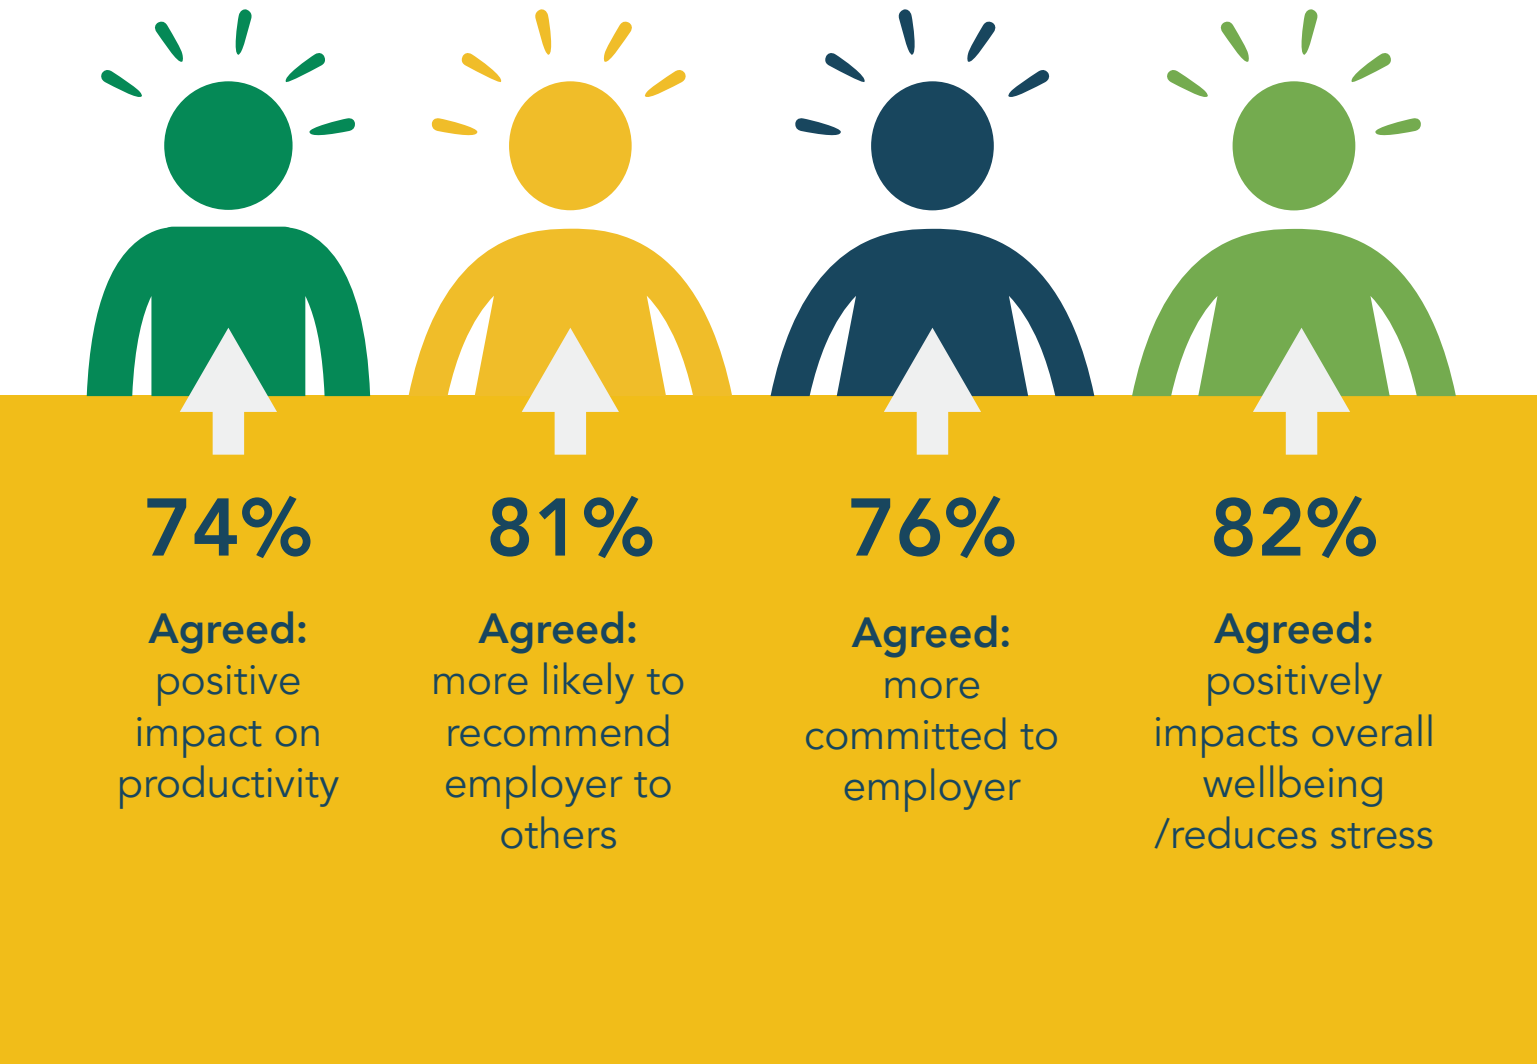 74%
Agreed:
positive
impact on
productivity
81%
Agreed:
more likely to
recommend
employer to
others
76%
Agreed:
more
committed to
employer
82%
Agreed:
positively
impacts overall
wellbeing
/reduces stress